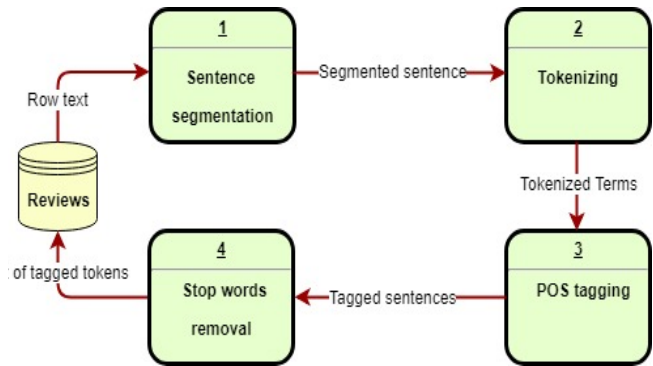 1
Sentence
segmentation
Segmented sentence
2
Tokenizing
Row text
Reviews
Tokenized Terms
3
POS tagging
Tagged sentences
4
Stop words
removal
of tagged tokens